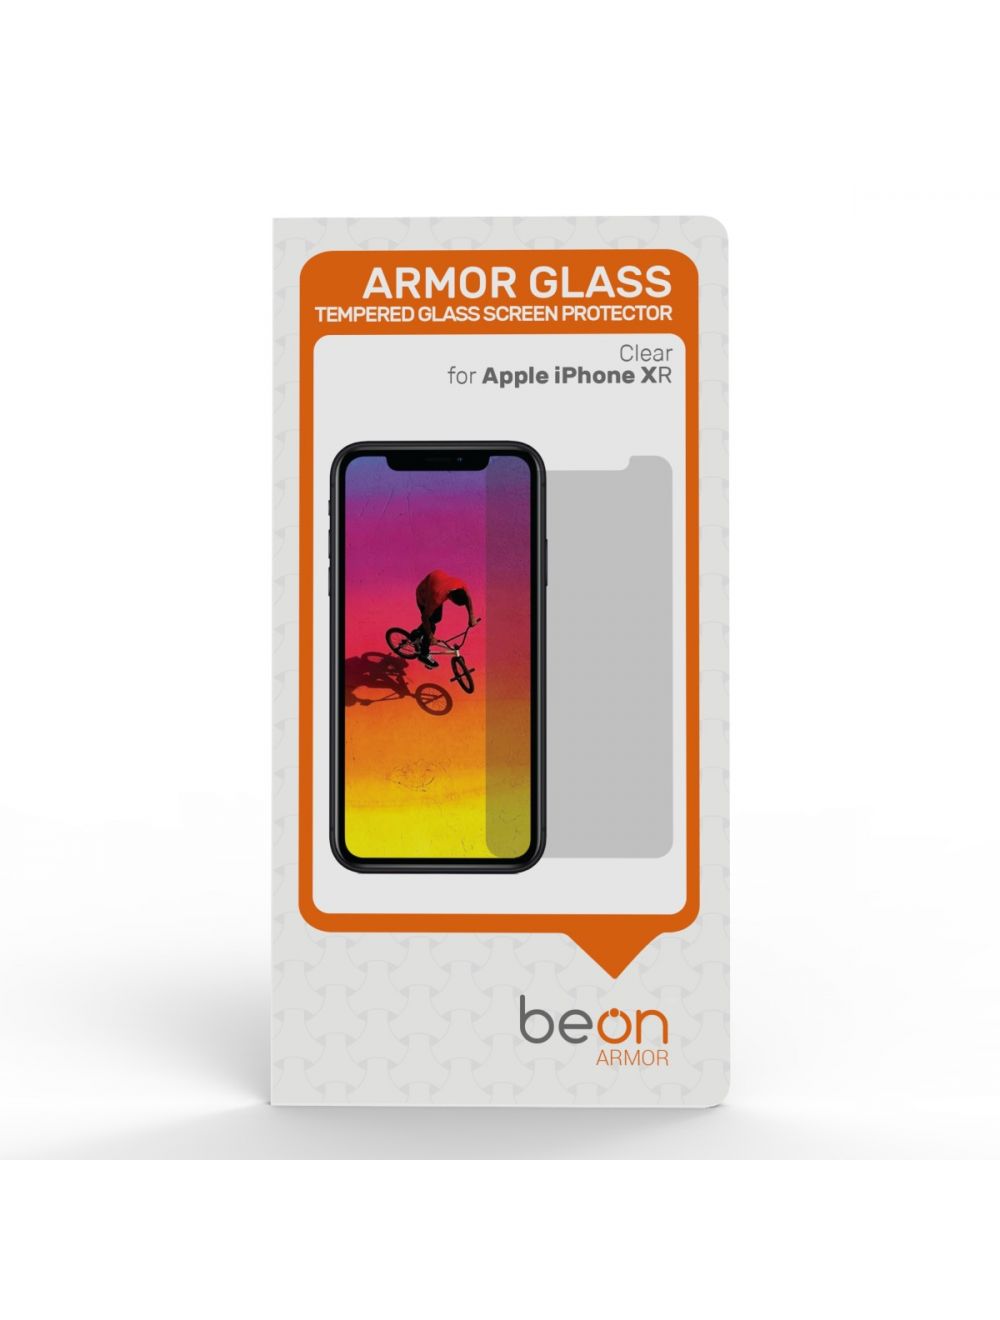 ARMOR GLASS
TEMPERED GLASS SCREEN PROTECTOR
Clear
for Apple iPhone XR
beon
ARMOR